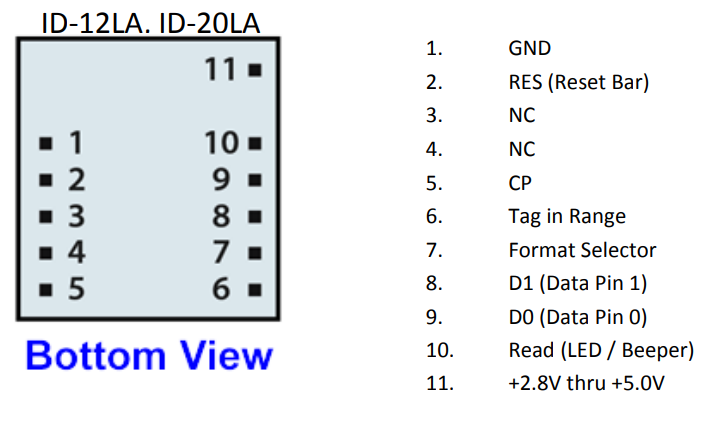 ID-12LA. ID-20LA
11
1 10
2 9
3 8
4 7
5 6
Bottom View
1. GND
2. RES (Reset Bar)
3. NC
4. NC
5. CP
6. Tag in Range
7. Format Selector
8. D1 (Data Pin 1)
9. D0 (Data Pin 0)
10. Read (LED / Beeper)
11. +2.8V thru +5.0V